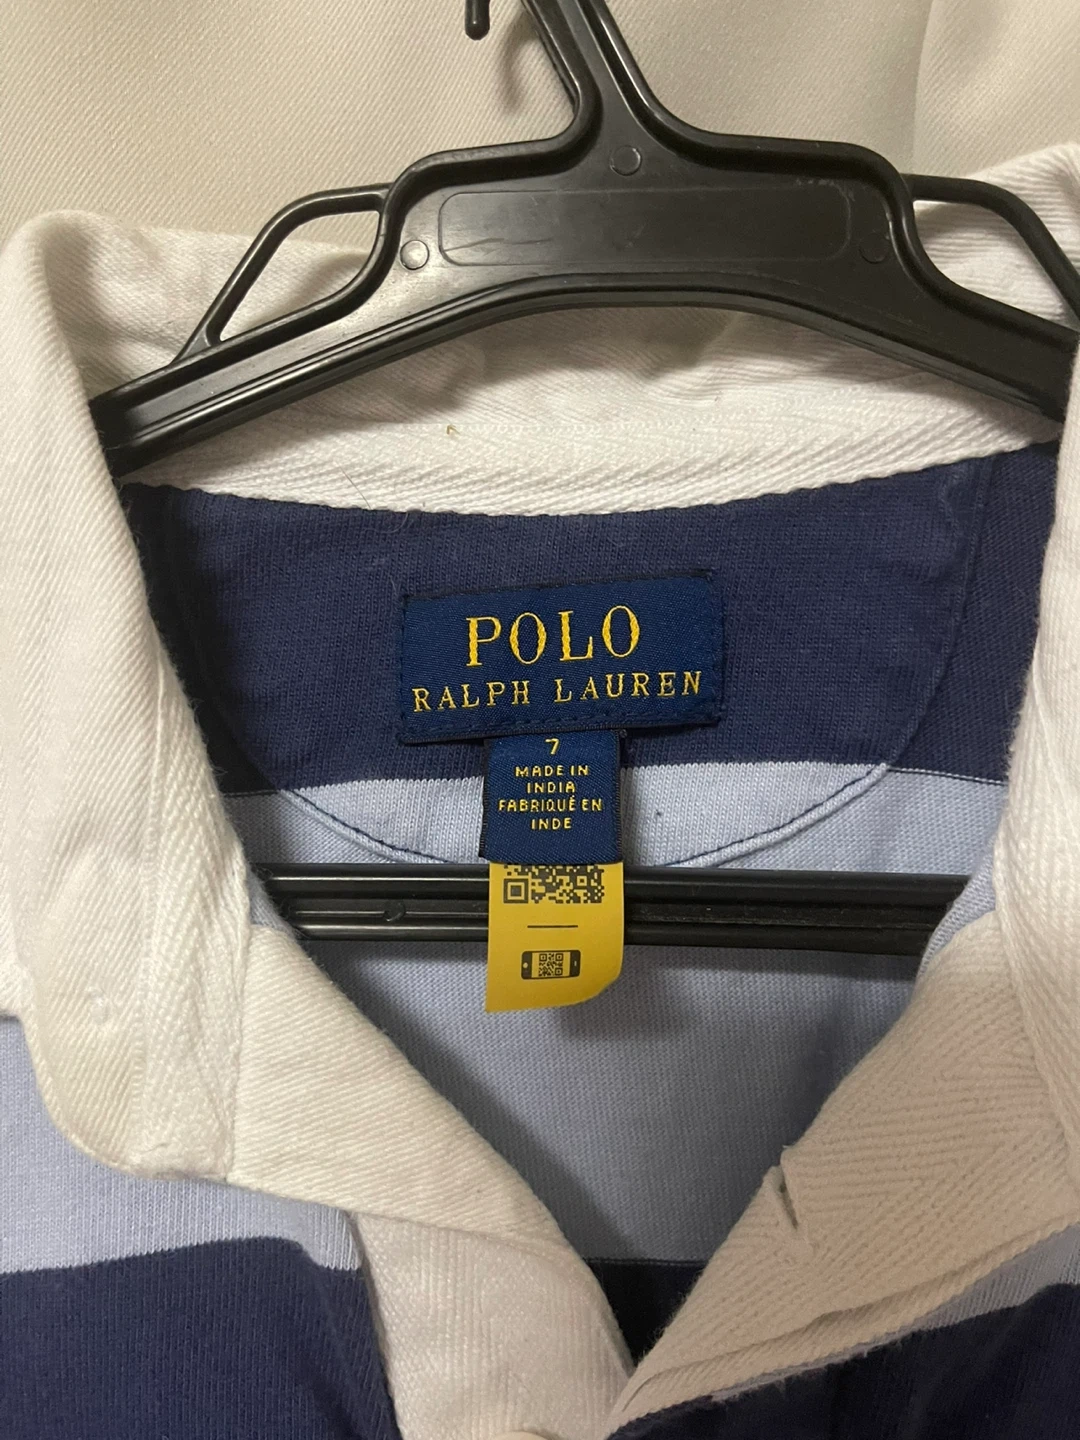 POLO
RALPH LAUREN
7
MADE IN
INDIA
FABRIQUÉ EN
INDE